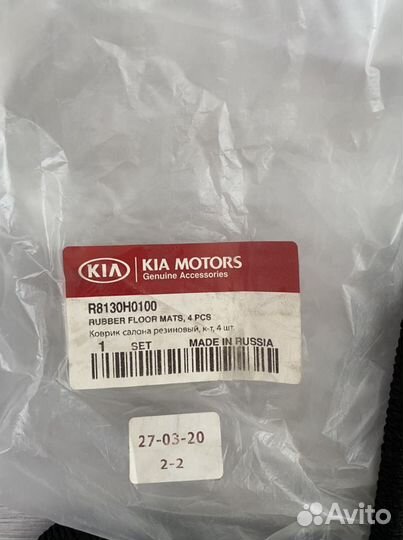 KIA
KIA MOTORS
Genuine Accessories
R8130H0100
RUBBER FLOOR MATS, 4 PCS
Коврик салона резиновый, к-т, 4 шт.
1 SET MADE IN RUSSIA
27-03-20
2-2
Avito